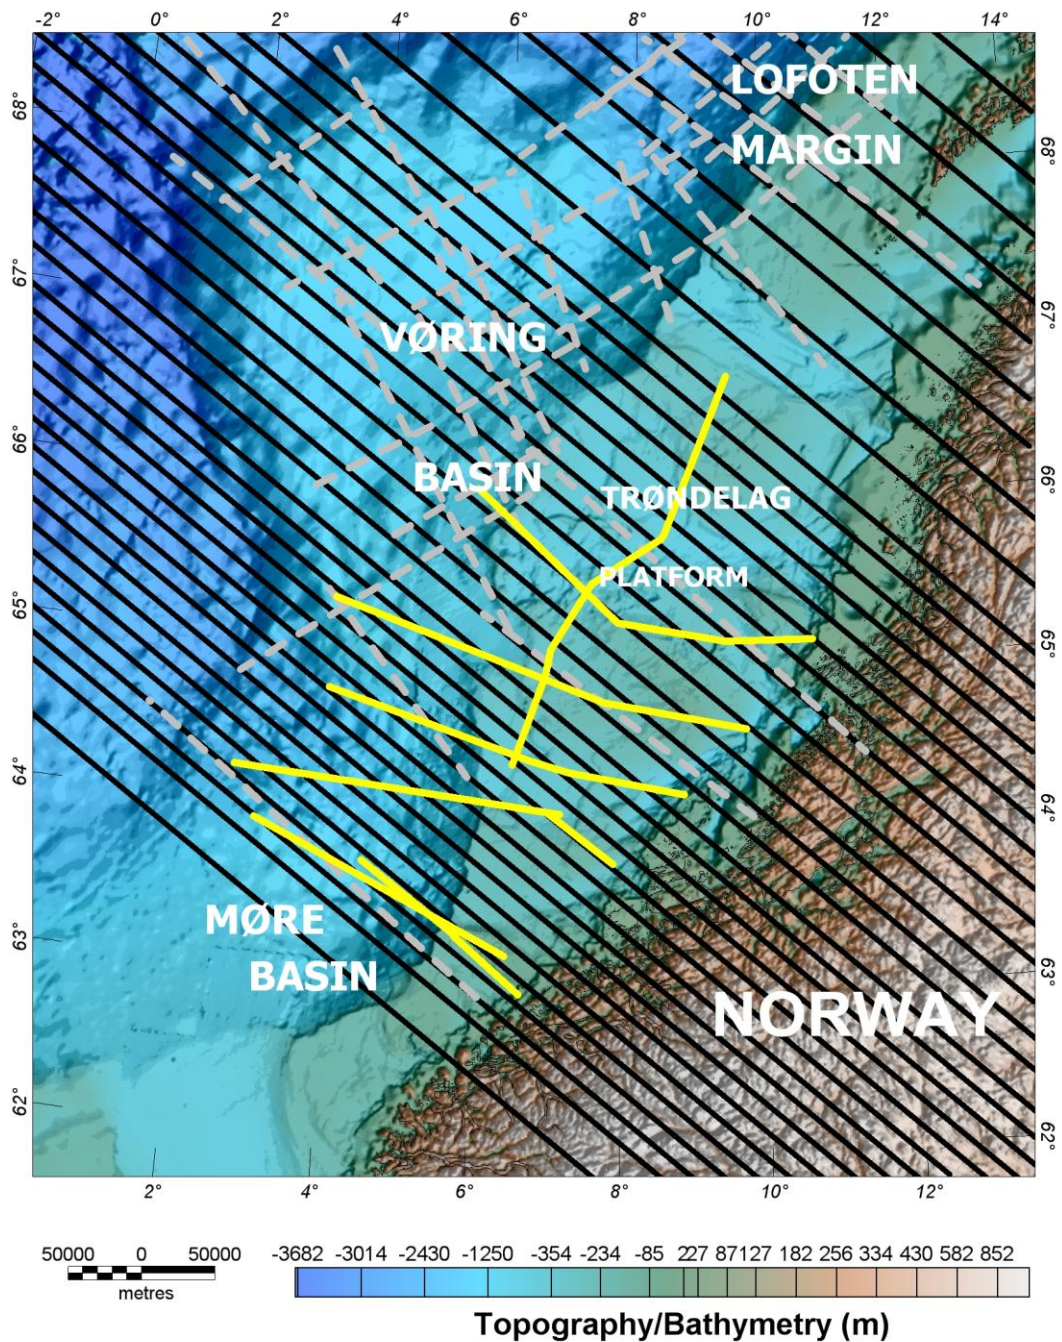 -2° 0° 2° 4° 6° 8° 10° 12° 14°
LOFOTEN
MARGIN
68° 68°
67° 67°
VØRING
66° 66°
BASIN
TRØNDELAG
PLATFORM
65° 65°
64° 64°
MØRE
63° 63°
BASIN
NORWAY
62° 62°
2° 4° 6° 8° 10° 12°
50000 0 50000
metres
-3682 -3014 -2430 -1250 -354 -234 -85 227 87127 182 256 334 430 582 852
Topography/Bathymetry (m)